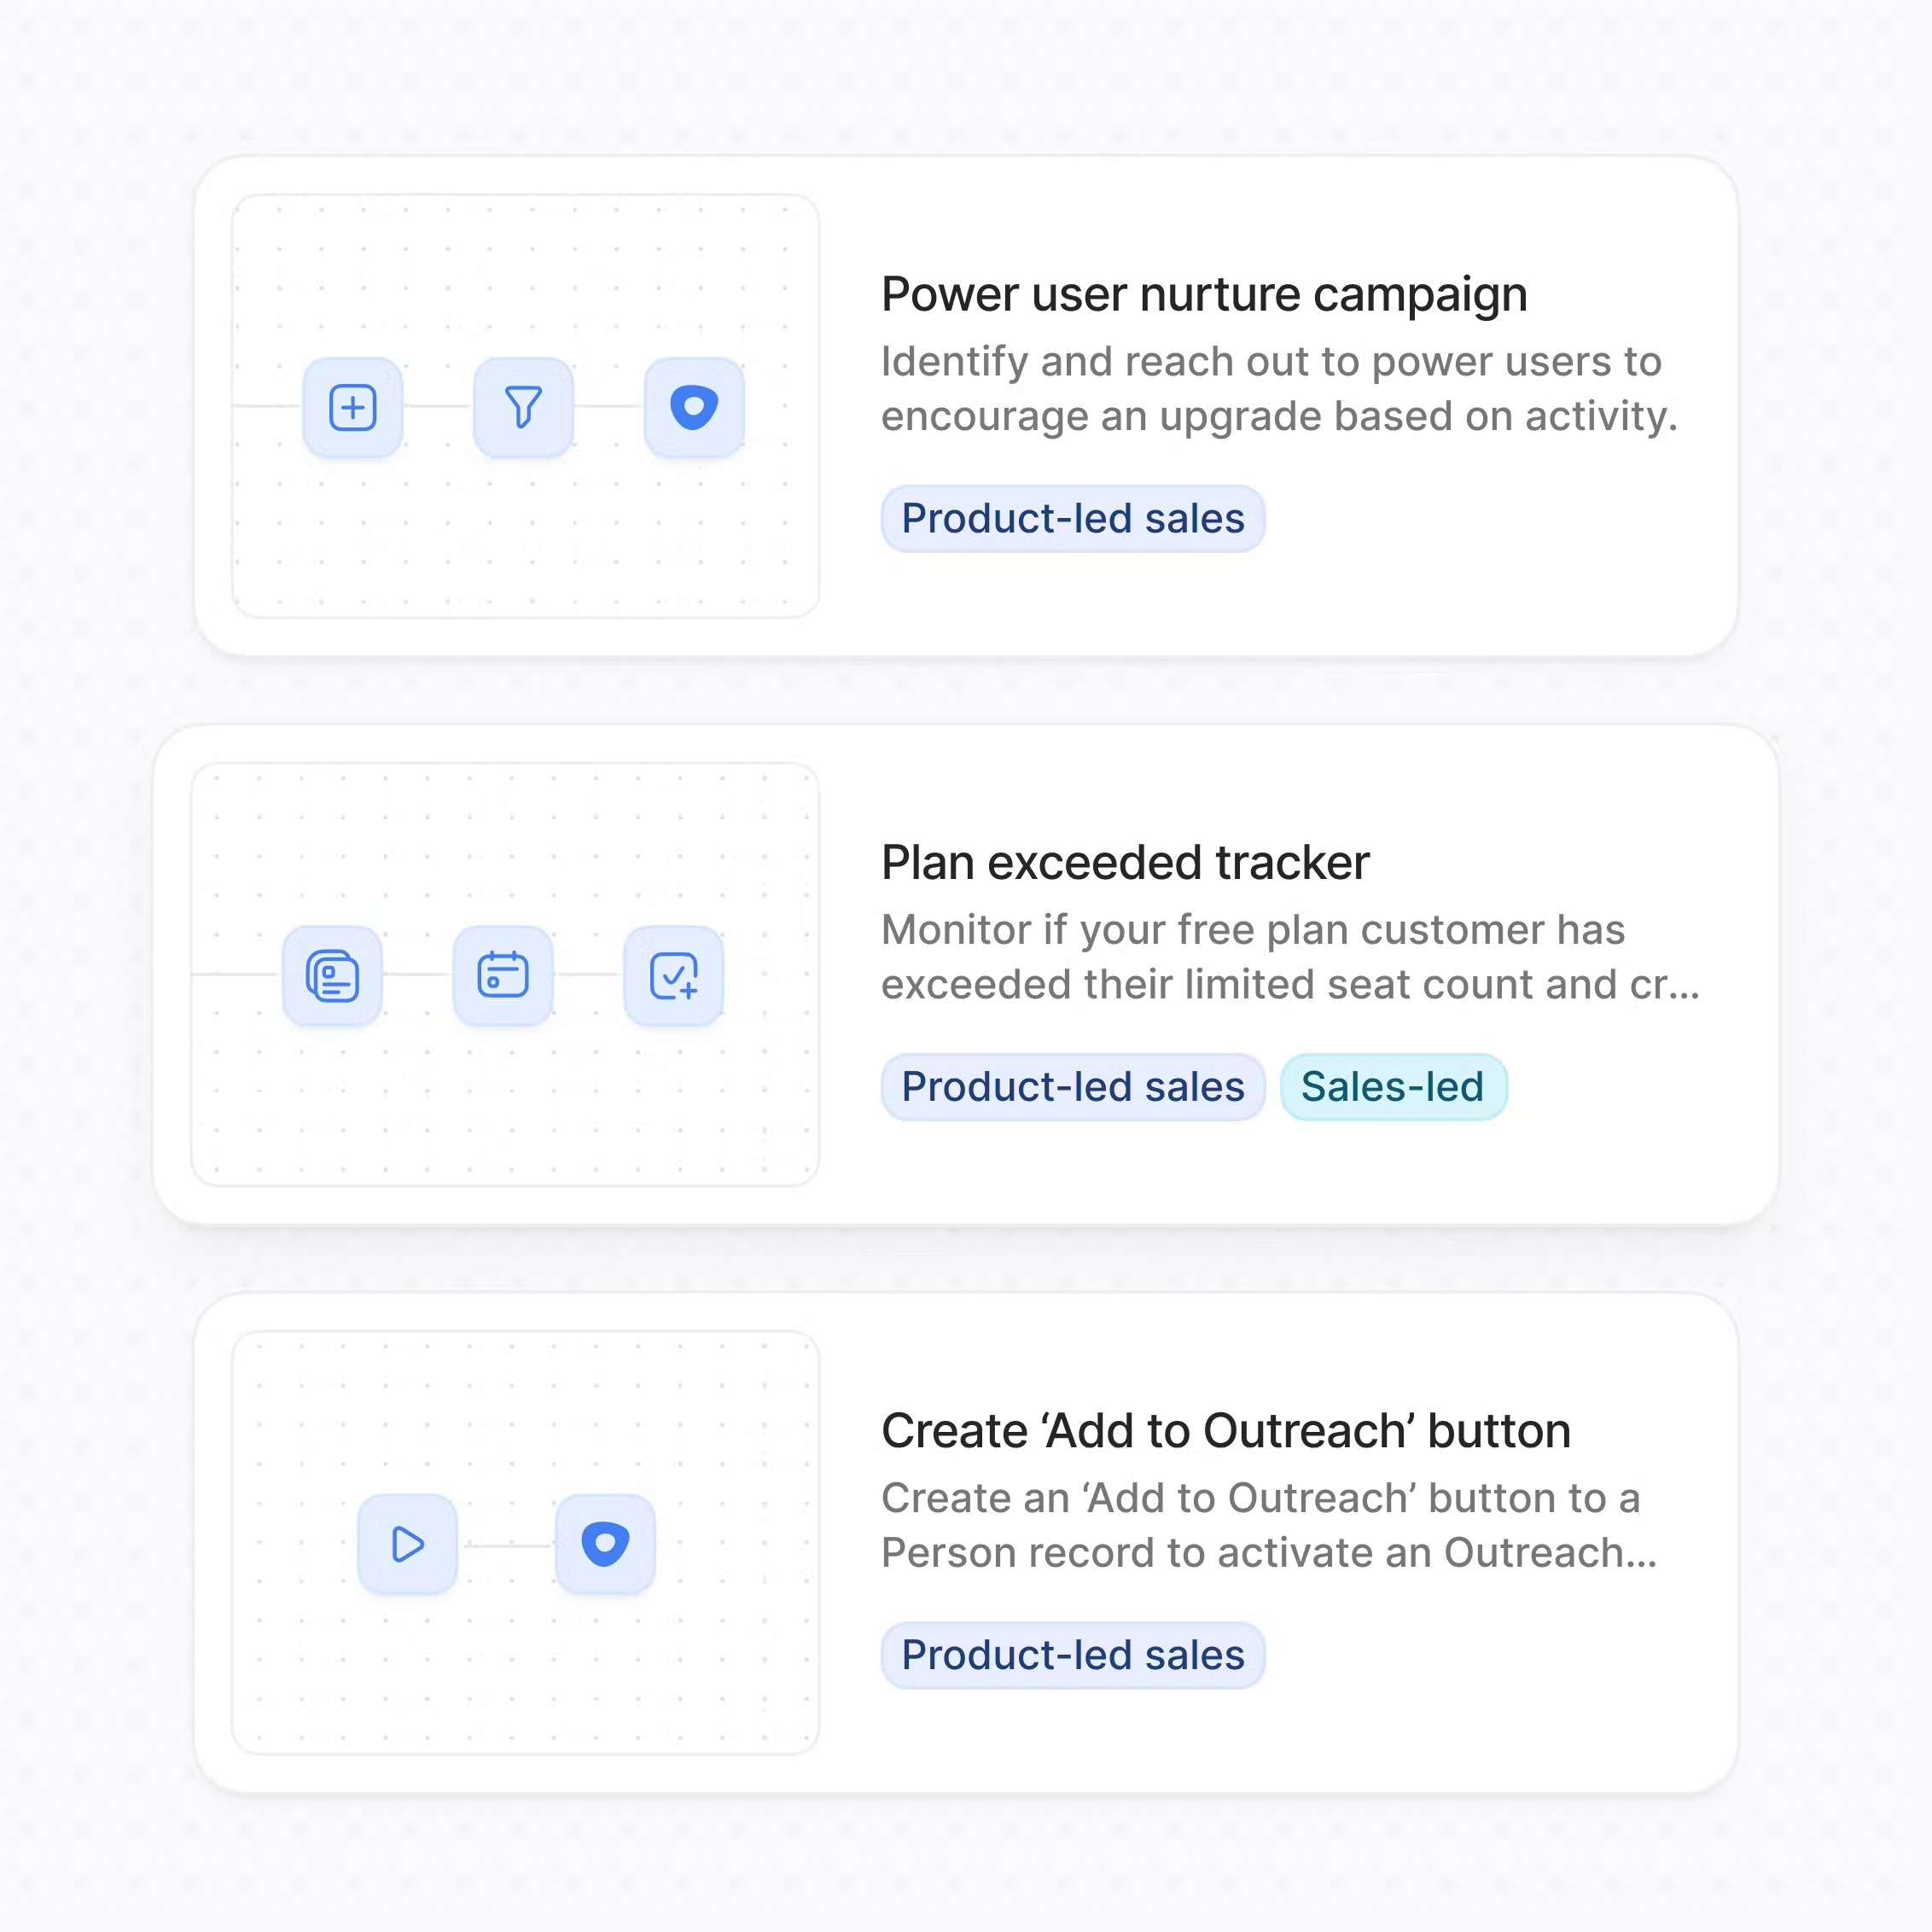 Power user nurture campaign
Identify and reach out to power users to
encourage an upgrade based on activity.
Product-led sales
Plan exceeded tracker
Monitor if your free plan customer has
exceeded their limited seat count and cr...
Product-led sales Sales-led
Create ‘Add to Outreach’ button
Create an ‘Add to Outreach’ button to a
Person record to activate an Outreach...
Product-led sales